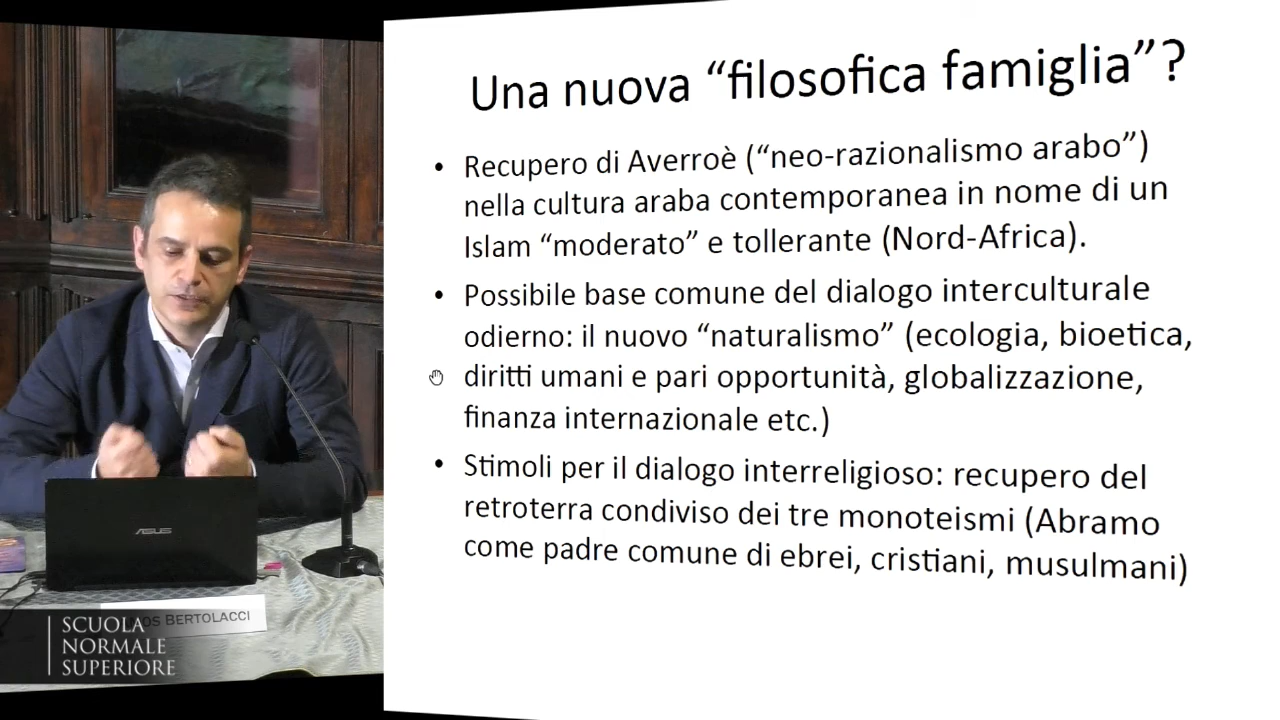 Una nuova “filosofica famiglia”?
• Recupero di Averroè (“neo-razionalismo arabo”)
nella cultura araba contemporanea in nome di un
Islam “moderato” e tollerante (Nord-Africa).
• Possibile base comune del dialogo interculturale
odierno: il nuovo “naturalismo” (ecologia, bioetica,
diritti umani e pari opportunità, globalizzazione,
finanza internazionale etc.)
• Stimoli per il dialogo interreligioso: recupero del
retroterra condiviso dei tre monoteismi (Abramo
come padre comune di ebrei, cristiani, musulmani)
ASUS
BERTOLACCI
SCUOLA
NORMALE
SUPERIORE